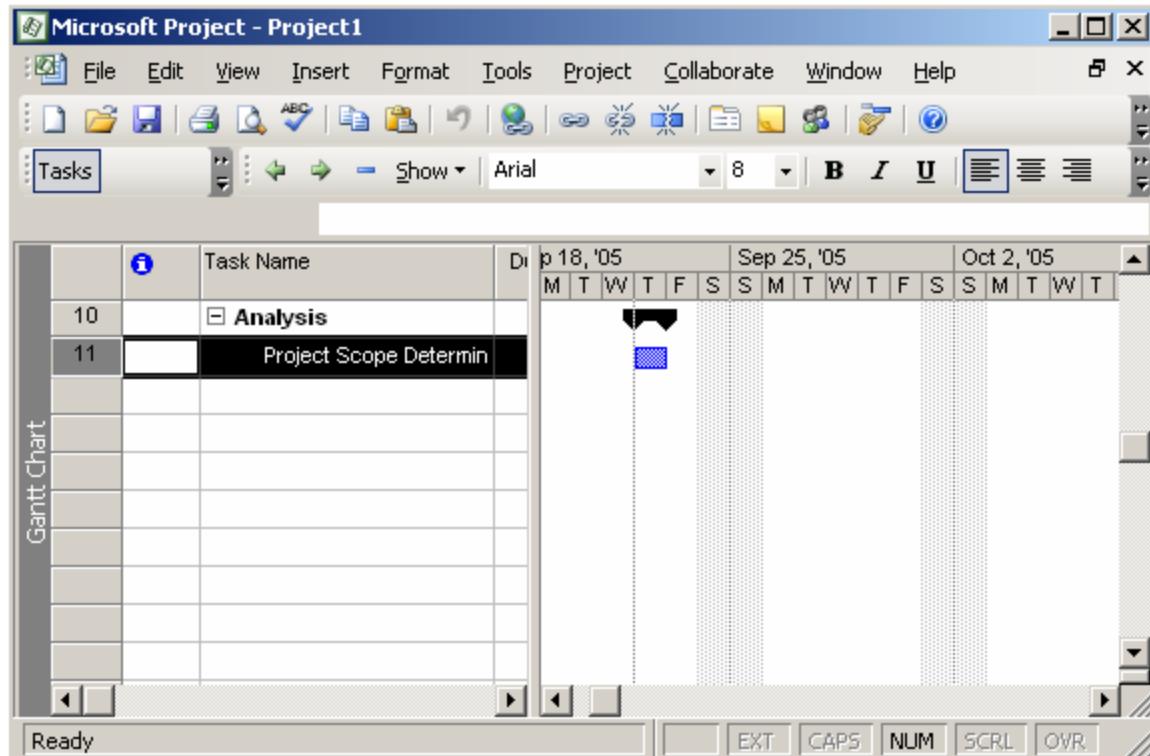 Microsoft Project - Project1
File Edit View Insert Format Tools Project Collaborate Window Help
ABC
Tasks Show Arial 8 B I U
Task Name Du p 18, '05 Sep 25, '05 Oct 2, '05
M T W T F S S M T W T F S S M T W T
10 Analysis
11 Project Scope Determin
Gantt Chart
Ready EXT CAPS NUM SCRL OVR